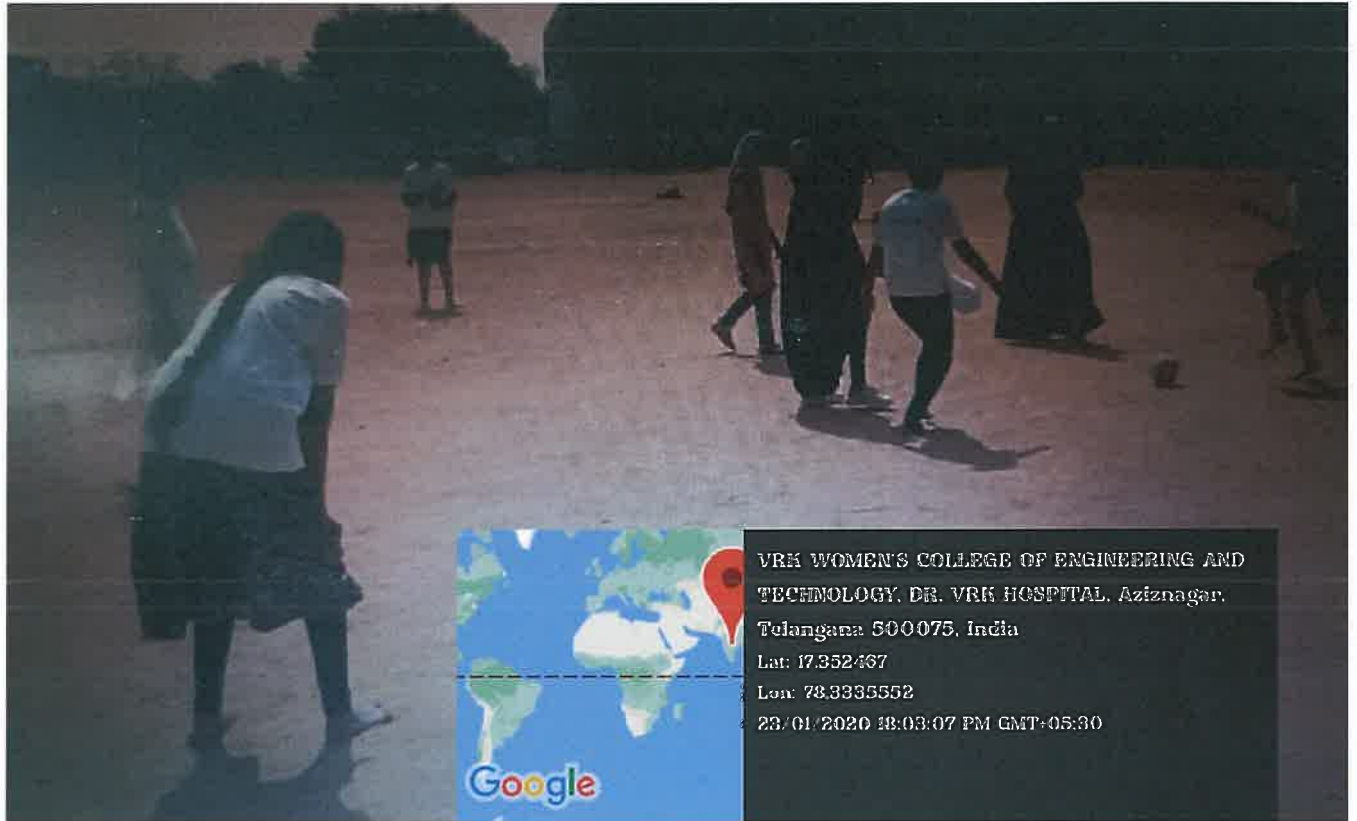 VRK WOMEN'S COLLEGE OF ENGINEERING AND
TECHNOLOGY, DR. VRK HOSPITAL, Aziznagar,
Telangana 500075, India
Lat: 17.352467
Lon: 78.3335552
23/01/2020 18:03:07 PM GMT+05:30
Google